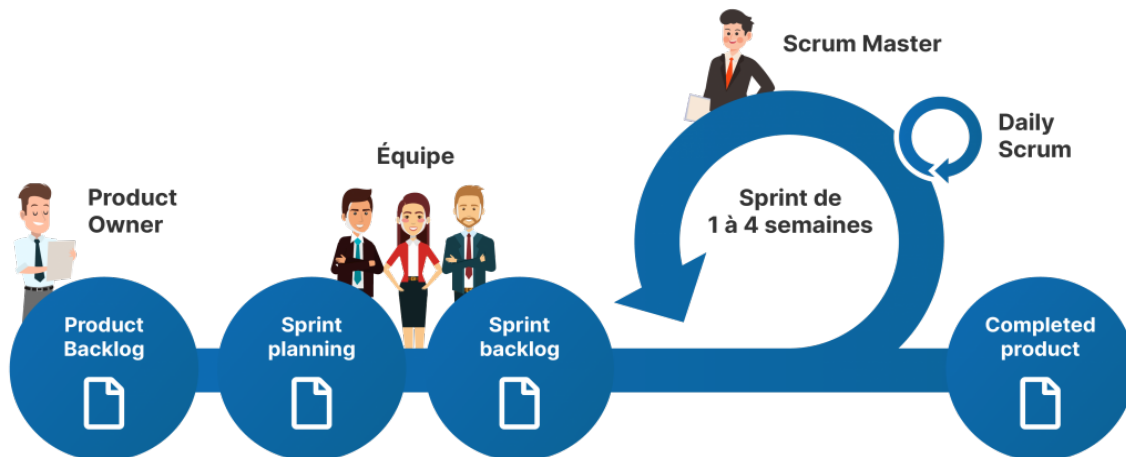 Scrum Master
Daily
Scrum
Équipe
Product
Owner
Sprint de
1 à 4 semaines
Product
Backlog
Sprint
planning
Sprint
backlog
Completed
product